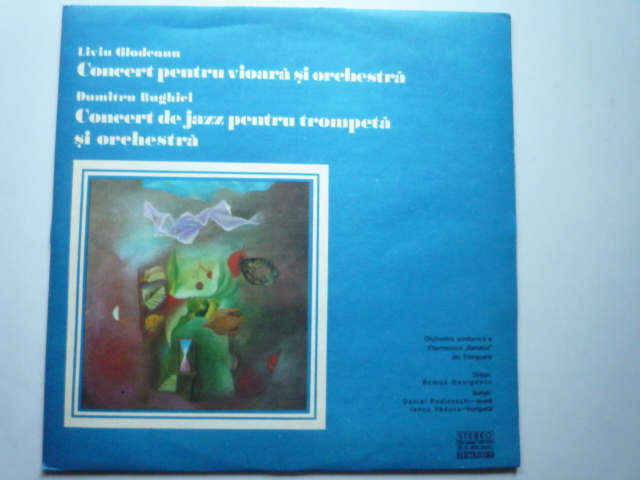 Liviu Glodeanu
Concert pentru vioară și orchestră
Dumitru Bughici
Concert de jazz pentru trompetă
și orchestră
Orchestra simfonică a
Filarmonicii „Banatul”
din Timișoara
Dirijor:
Remus Georgescu
Soliști:
Daniel Podlovschi-vioară
Iancu Văduva-trompetă
STEREO
ELECTRECORD